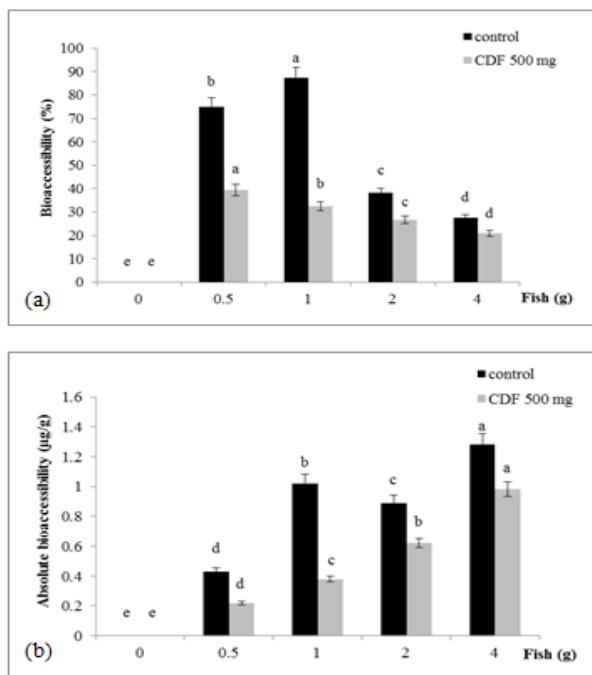 control
CDF 500 mg
100
90
80
70
60
50
40
30
20
10
0
Bioaccessibility (%)
e e b a a b c c d d
0 0.5 1 2 4 Fish (g)
(a)
control
CDF 500 mg
1.6
1.4
1.2
1
0.8
0.6
0.4
0.2
0
Absolute bioaccessibility (µg/g)
e e d d b c c b a a
0 0.5 1 2 4 Fish (g)
(b)